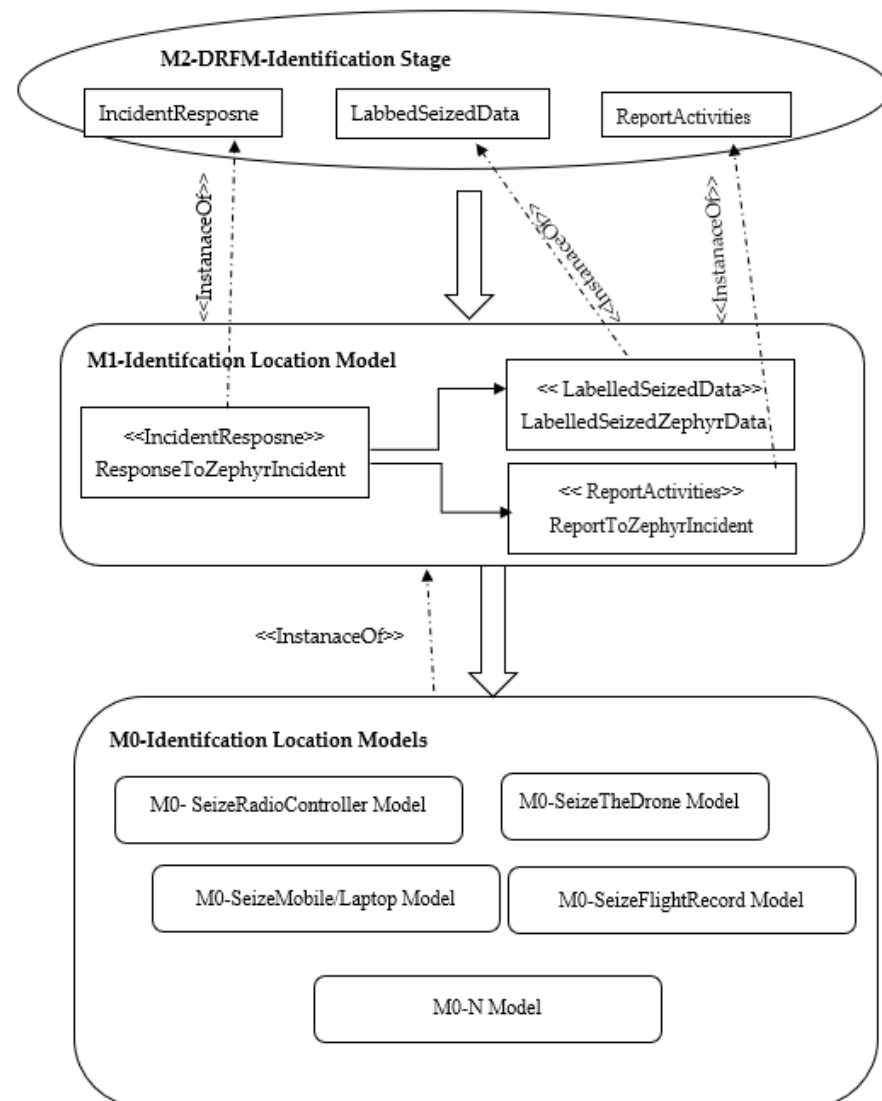 M2-DRFM-Identification Stage
IncidentResposne
LabbedSeizedData
ReportActivities
<<InstanaceOf>>
<<InstanaceOf>>
<<InstanaceOf>>
M1-Identifcation Location Model
<<IncidentResposne>>
ResponseToZephyrIncident
<< LabelledSeizedData>>
LabelledSeizedZephyrData
<< ReportActivities>>
ReportToZephyrIncident
<<InstanaceOf>>
M0-Identifcation Location Models
M0- SeizeRadioController Model
M0-SeizeTheDrone Model
M0-SeizeMobile/Laptop Model
M0-SeizeFlightRecord Model
M0-N Model